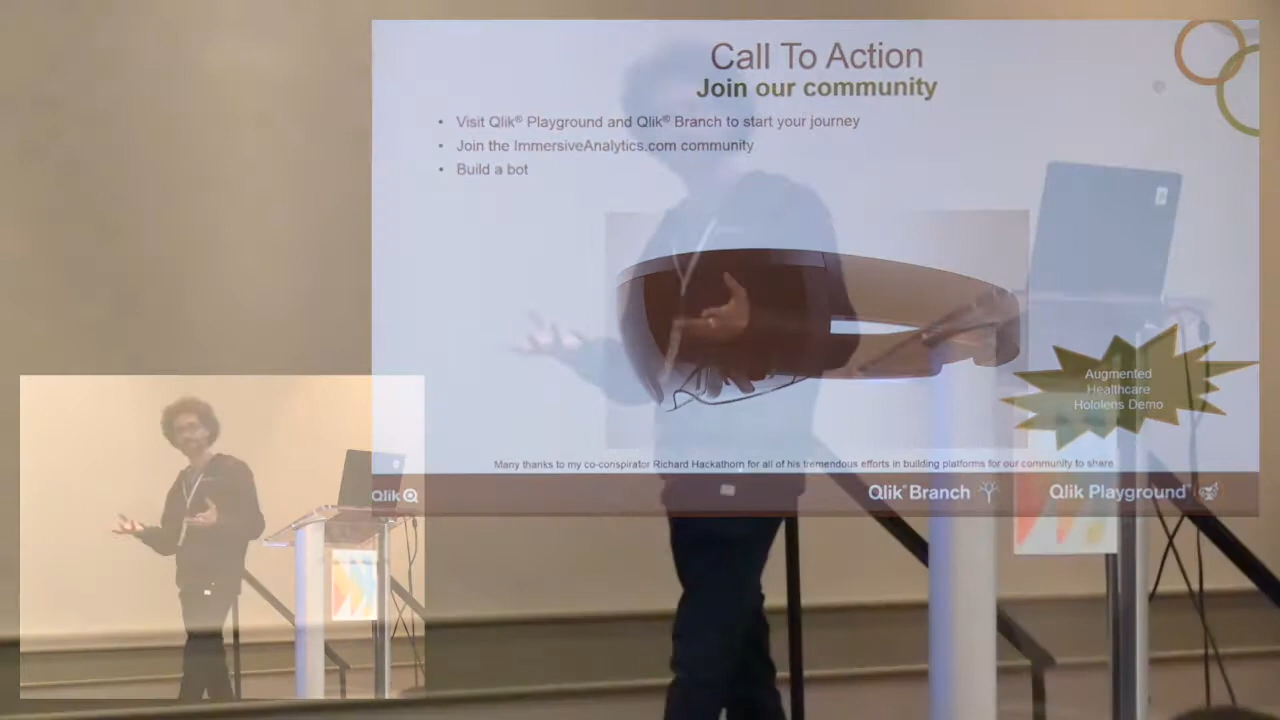 Call To Action
Join our community
• Visit Qlik® Playground and Qlik® Branch to start your journey
• Join the ImmersiveAnalytics.com community
• Build a bot
Augmented
Healthcare
Hololens Demo
Many thanks to my co-conspirator Richard Hackathorn for all of his tremendous efforts in building platforms for our community to share
Qlik
Qlik Branch
Qlik Playground